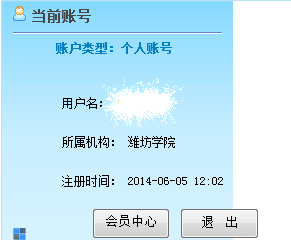 当前账号
账户类型：个人账号
用户名：
所属机构： 潍坊学院
注册时间： 2014-06-05 12:02
会员中心 退 出